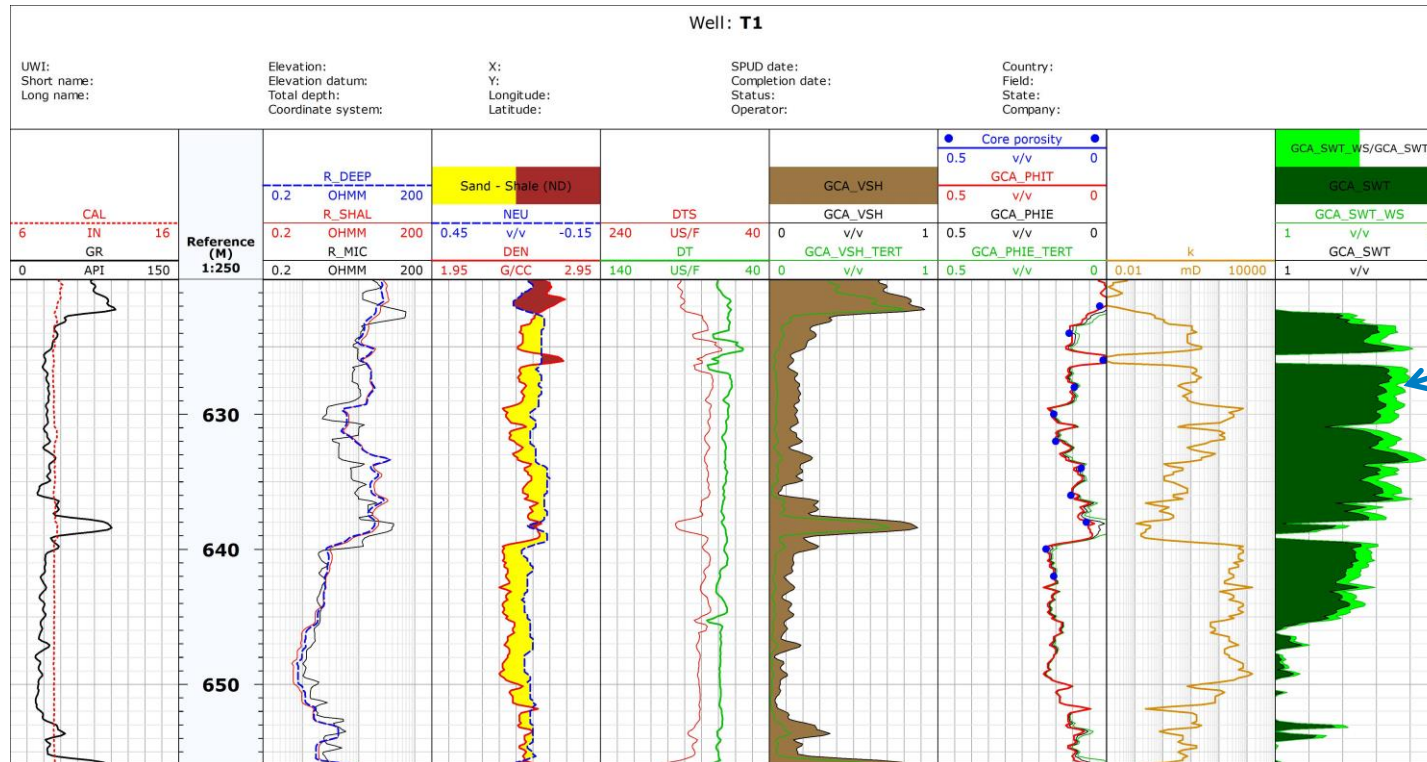 Well: T1
UWI: Elevation: X: SPUD date: Country:
Short name: Elevation datum: Y: Completion date: Field:
Long name: Total depth: Longitude: Status: State:
Coordinate system: Latitude: Operator: Company:
Core porosity GCA_SWT_WS/GCA_SWT
0.5 v/v 0
R_DEEP Sand - Shale (ND) GCA_VSH GCA_PHIT GCA_SWT
0.2 OHMM 200 0.5 v/v 0
CAL R_SHAL NEU DTS GCA_VSH GCA_PHIE GCA_SWT_WS
6 IN 16 0.2 OHMM 200 0.45 v/v -0.15 240 US/F 40 0 v/v 1 0.5 v/v 0 1 v/v
GR Reference (M) 1:250 R_MIC DEN DT GCA_VSH_TERT GCA_PHIE_TERT k GCA_SWT
0 API 150 0.2 OHMM 200 1.95 G/CC 2.95 140 US/F 40 0 v/v 1 0.5 v/v 0 0.01 mD 10000 1 v/v
630
640
650